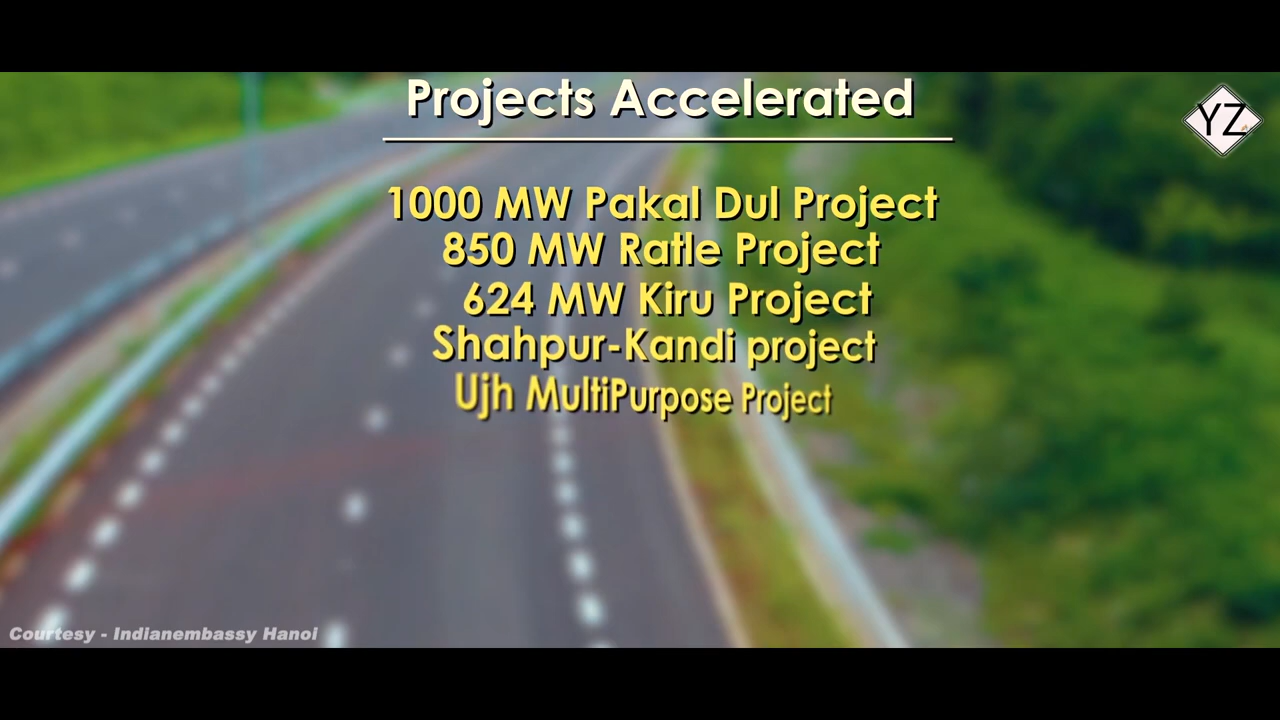 Projects Accelerated
YZ
1000 MW Pakal Dul Project
850 MW Ratle Project
624 MW Kiru Project
Shahpur-Kandi project
Ujh MultiPurpose Project
Courtesy - Indianembassy Hanoi